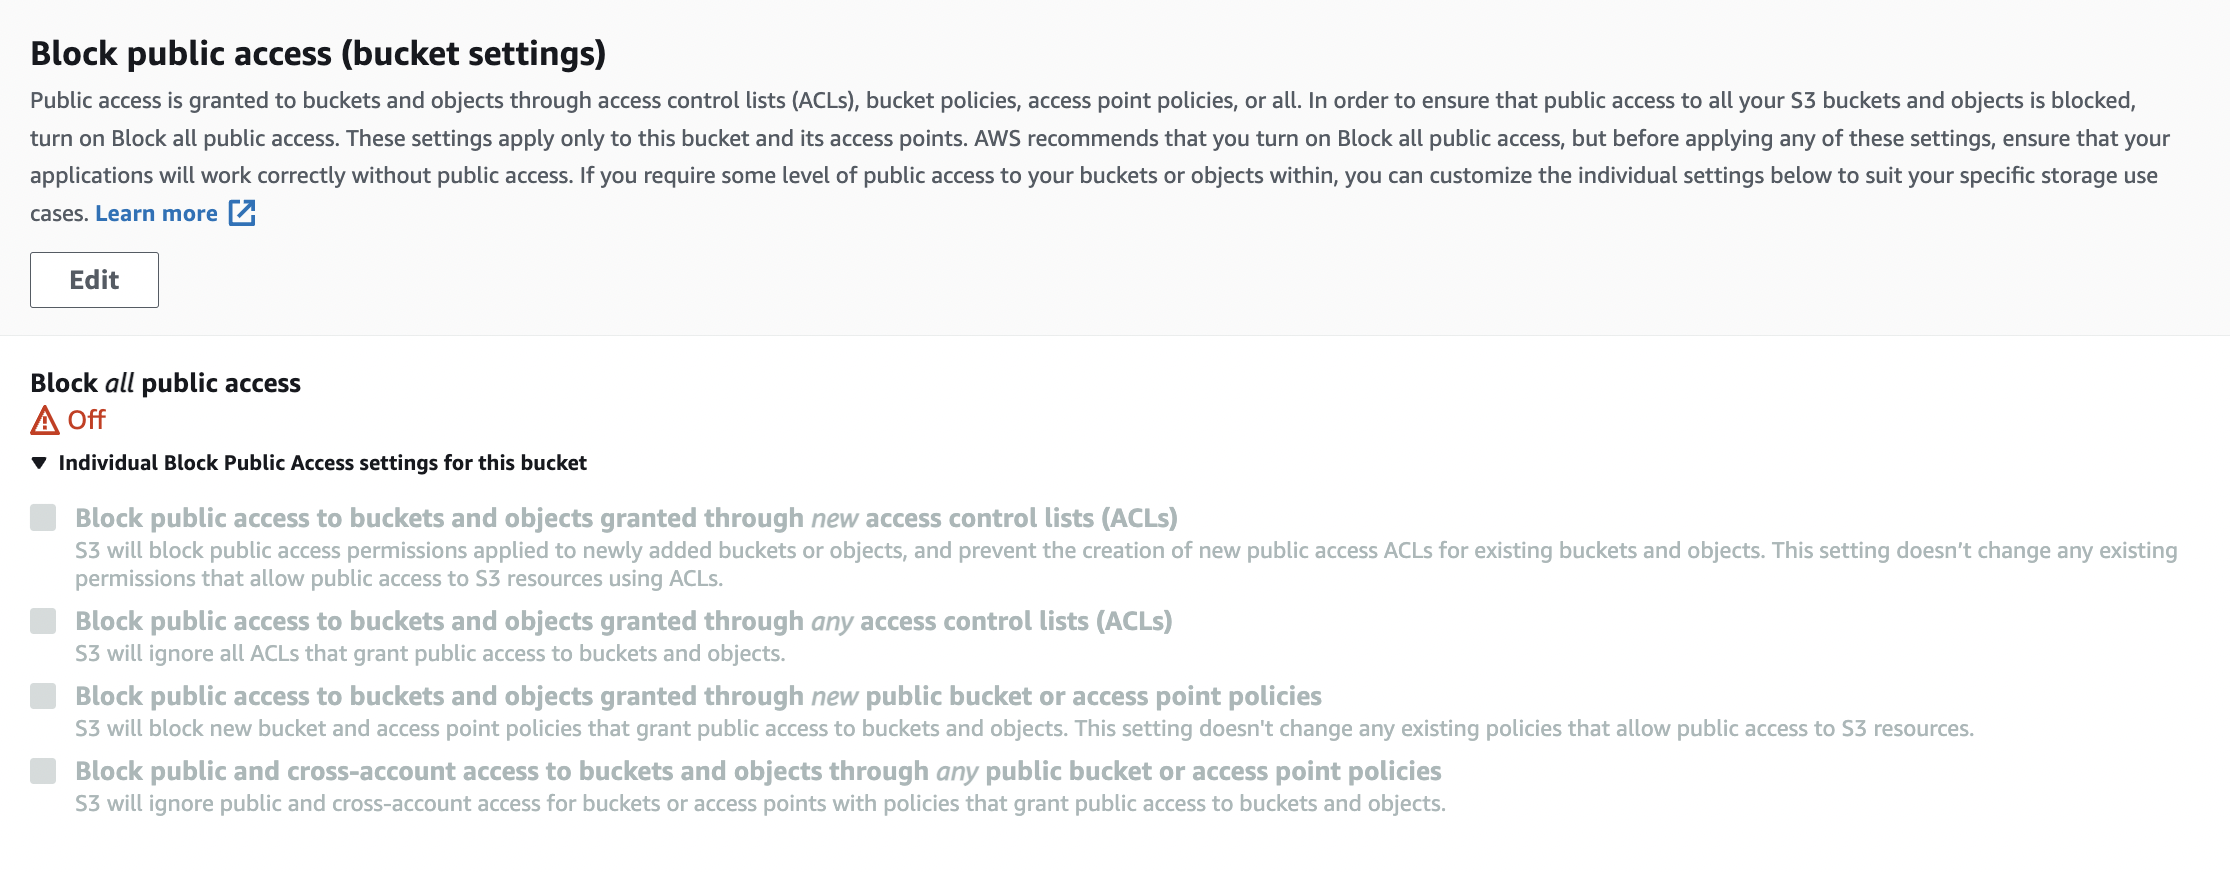 Block public access (bucket settings)
Public access is granted to buckets and objects through access control lists (ACLs), bucket policies, access point policies, or all. In order to ensure that public access to all your S3 buckets and objects is blocked,
turn on Block all public access. These settings apply only to this bucket and its access points. AWS recommends that you turn on Block all public access, but before applying any of these settings, ensure that your
applications will work correctly without public access. If you require some level of public access to your buckets or objects within, you can customize the individual settings below to suit your specific storage use
cases. Learn more
Edit
Block all public access
Off
Individual Block Public Access settings for this bucket
Block public access to buckets and objects granted through new access control lists (ACLs)
S3 will block public access permissions applied to newly added buckets or objects, and prevent the creation of new public access ACLs for existing buckets and objects. This setting doesn’t change any existing
permissions that allow public access to S3 resources using ACLs.
Block public access to buckets and objects granted through any access control lists (ACLs)
S3 will ignore all ACLs that grant public access to buckets and objects.
Block public access to buckets and objects granted through new public bucket or access point policies
S3 will block new bucket and access point policies that grant public access to buckets and objects. This setting doesn't change any existing policies that allow public access to S3 resources.
Block public and cross-account access to buckets and objects through any public bucket or access point policies
S3 will ignore public and cross-account access for buckets or access points with policies that grant public access to buckets and objects.